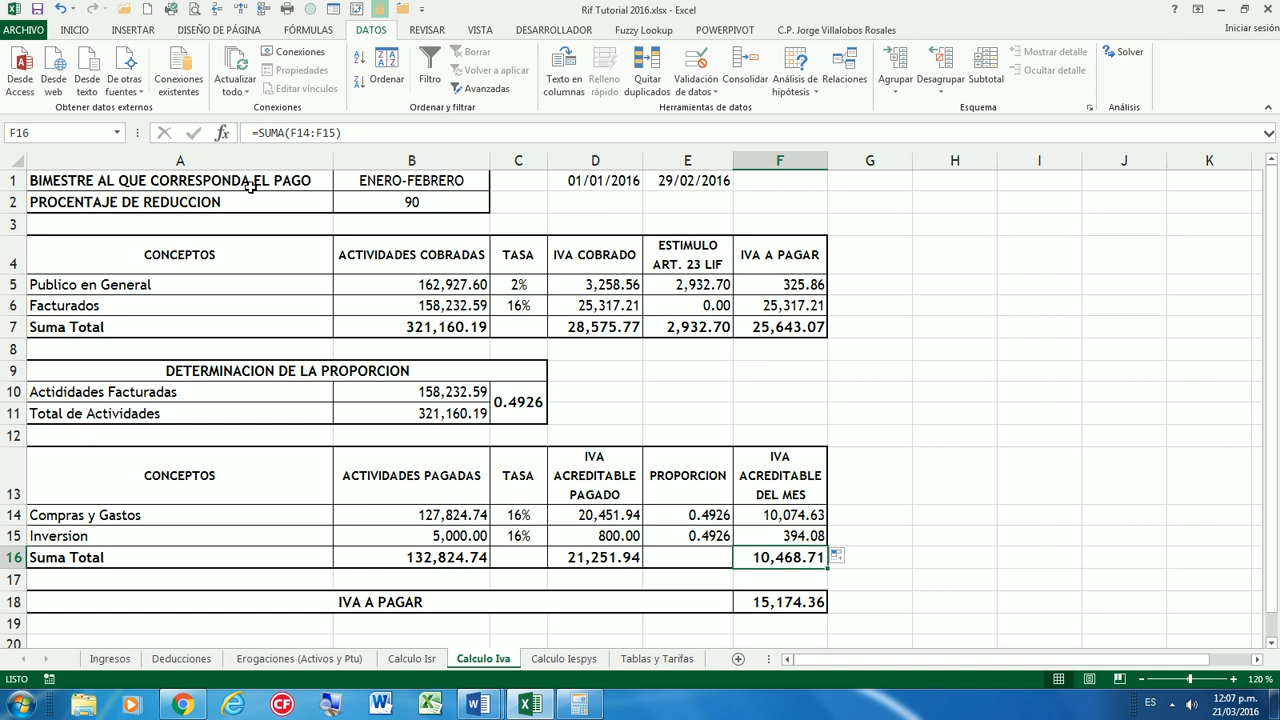 Rif Tutorial 2016.xlsx - Excel
ARCHIVO INICIO INSERTAR DISEÑO DE PÁGINA FÓRMULAS DATOS REVISAR VISTA DESARROLLADOR Fuzzy Lookup POWERPIVOT C.P. Jorge Villalobos Rosales Iniciar sesión
Desde Access
Desde web
Desde texto
De otras fuentes
Conexiones existentes
Obtener datos externos
Actualizar todo
Conexiones
Propiedades
Editar vínculos
Conexiones
Ordenar
Filtro
Borrar
Volver a aplicar
Avanzadas
Ordenar y filtrar
Texto en columnas
Relleno rápido
Quitar duplicados
Validación de datos
Consolidar
Análisis de hipótesis
Relaciones
Herramientas de datos
Agrupar
Desagrupar
Subtotal
Mostrar detalle
Ocultar detalle
Esquema
Solver
Análisis
F16 fx =SUMA(F14:F15)
A B C D E F G H I J K
1 BIMESTRE AL QUE CORRESPONDA EL PAGO ENERO-FEBRERO 01/01/2016 29/02/2016
2 PROCENTAJE DE REDUCCION 90
3
4 CONCEPTOS ACTIVIDADES COBRADAS TASA IVA COBRADO ESTIMULO ART. 23 LIF IVA A PAGAR
5 Publico en General 162,927.60 2% 3,258.56 2,932.70 325.86
6 Facturados 158,232.59 16% 25,317.21 0.00 25,317.21
7 Suma Total 321,160.19 28,575.77 2,932.70 25,643.07
8
9 DETERMINACION DE LA PROPORCION
10 Actididades Facturadas 158,232.59 0.4926
11 Total de Actividades 321,160.19
12
13 CONCEPTOS ACTIVIDADES PAGADAS TASA IVA ACREDITABLE PAGADO PROPORCION IVA ACREDITABLE DEL MES
14 Compras y Gastos 127,824.74 16% 20,451.94 0.4926 10,074.63
15 Inversion 5,000.00 16% 800.00 0.4926 394.08
16 Suma Total 132,824.74 21,251.94 10,468.71
17
18 IVA A PAGAR 15,174.36
19
20
Ingresos Deducciones Erogaciones (Activos y Ptu) Calculo Isr Calculo Iva Calculo Iespys Tablas y Tarifas
LISTO 120 %
ES 12:07 p.m.
21/03/2016